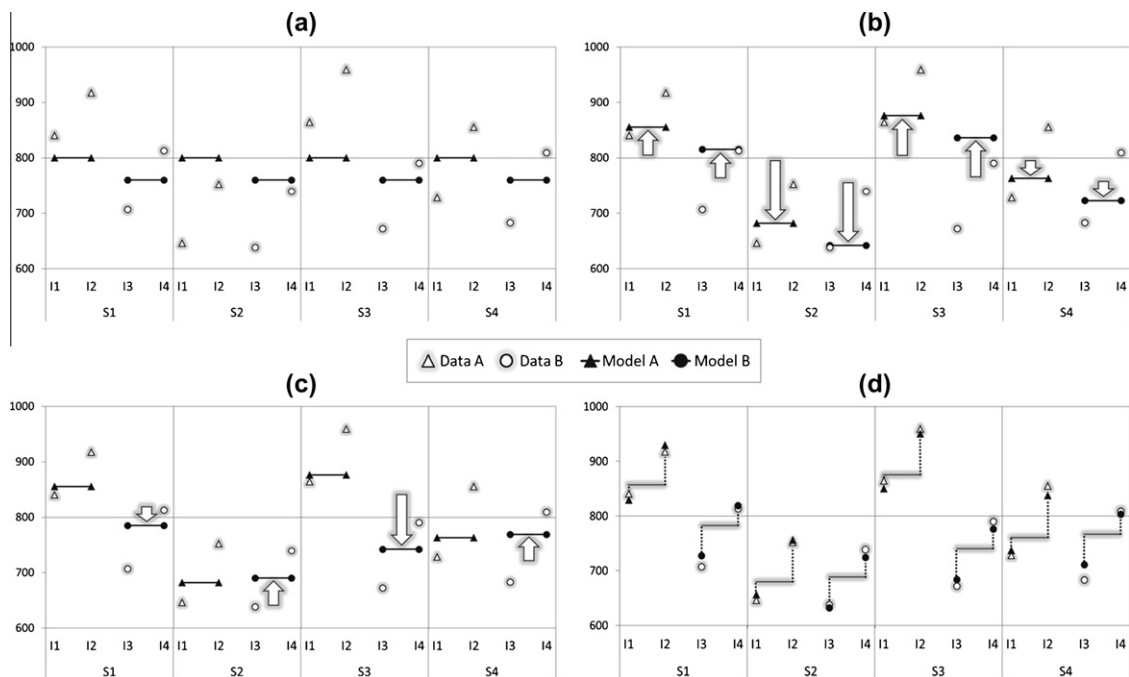 (a) (b)
1000 1000
900 900
800 800
700 700
600 600
I1 I2 I3 I4 I1 I2 I3 I4 I1 I2 I3 I4 I1 I2 I3 I4 I1 I2 I3 I4 I1 I2 I3 I4 I1 I2 I3 I4 I1 I2 I3 I4
S1 S2 S3 S4 S1 S2 S3 S4
Data A Data B Model A Model B
(c) (d)
1000 1000
900 900
800 800
700 700
600 600
I1 I2 I3 I4 I1 I2 I3 I4 I1 I2 I3 I4 I1 I2 I3 I4 I1 I2 I3 I4 I1 I2 I3 I4 I1 I2 I3 I4 I1 I2 I3 I4
S1 S2 S3 S4 S1 S2 S3 S4